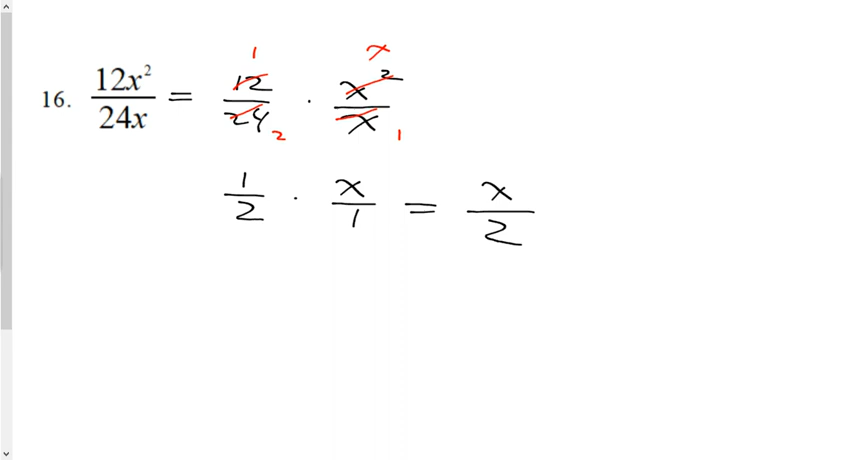 1 x
16. 12x² / 24x = 12/24 · x²/x
2 1
1/2 · x/1 = x/2